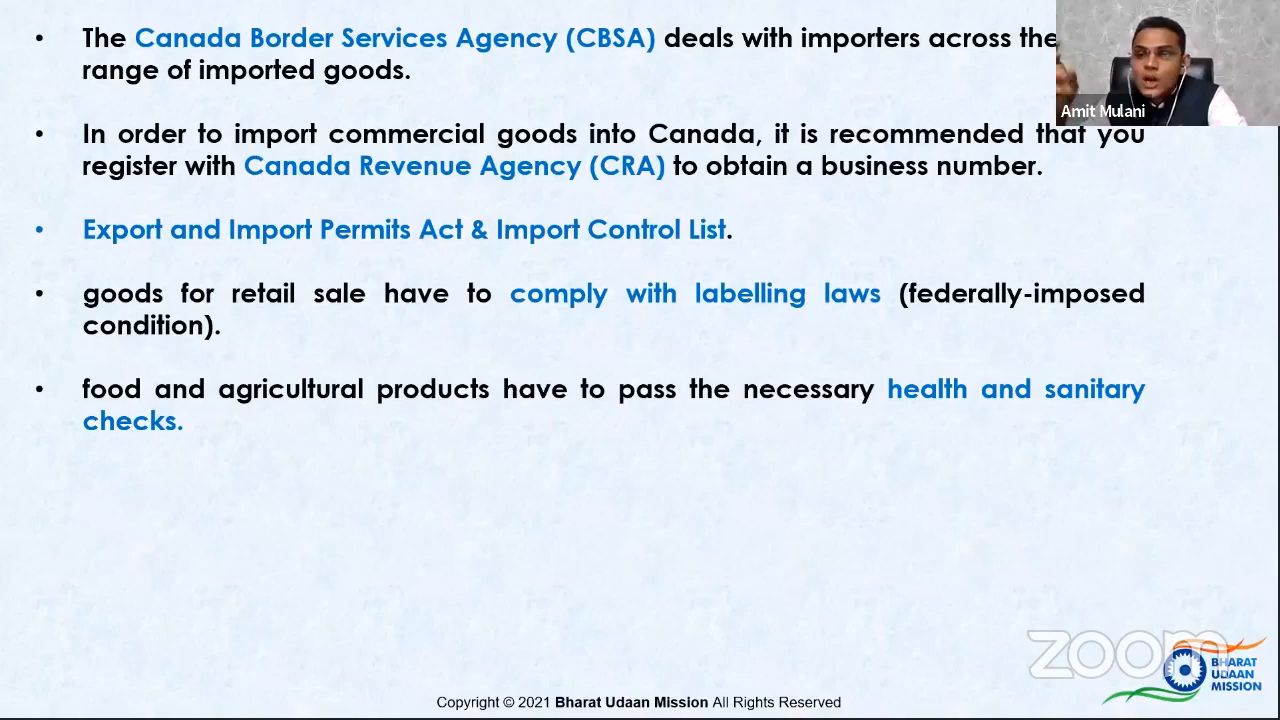 • The Canada Border Services Agency (CBSA) deals with importers across the
range of imported goods.
Amit Mulani
• In order to import commercial goods into Canada, it is recommended that you
register with Canada Revenue Agency (CRA) to obtain a business number.
• Export and Import Permits Act & Import Control List.
• goods for retail sale have to comply with labelling laws (federally-imposed
condition).
• food and agricultural products have to pass the necessary health and sanitary
checks.
zoom
BHARAT
UDAAN
MISSION
Copyright © 2021 Bharat Udaan Mission All Rights Reserved